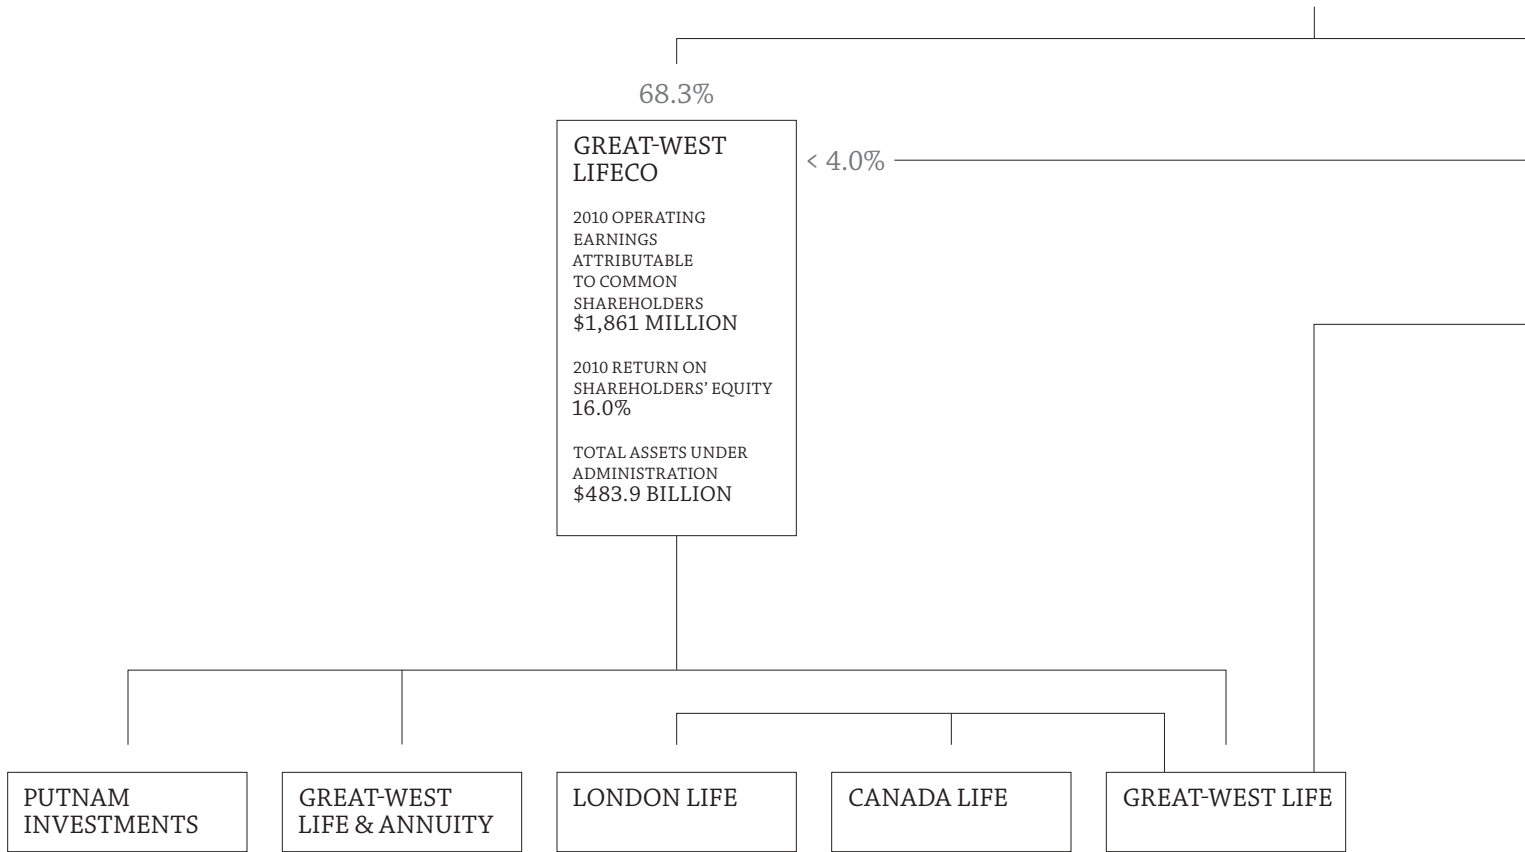 68.3%
GREAT-WEST
LIFECO
< 4.0%
2010 OPERATING
EARNINGS
ATTRIBUTABLE
TO COMMON
SHAREHOLDERS
$1,861 MILLION
2010 RETURN ON
SHAREHOLDERS’ EQUITY
16.0%
TOTAL ASSETS UNDER
ADMINISTRATION
$483.9 BILLION
PUTNAM
INVESTMENTS
GREAT-WEST
LIFE & ANNUITY
LONDON LIFE
CANADA LIFE
GREAT-WEST LIFE